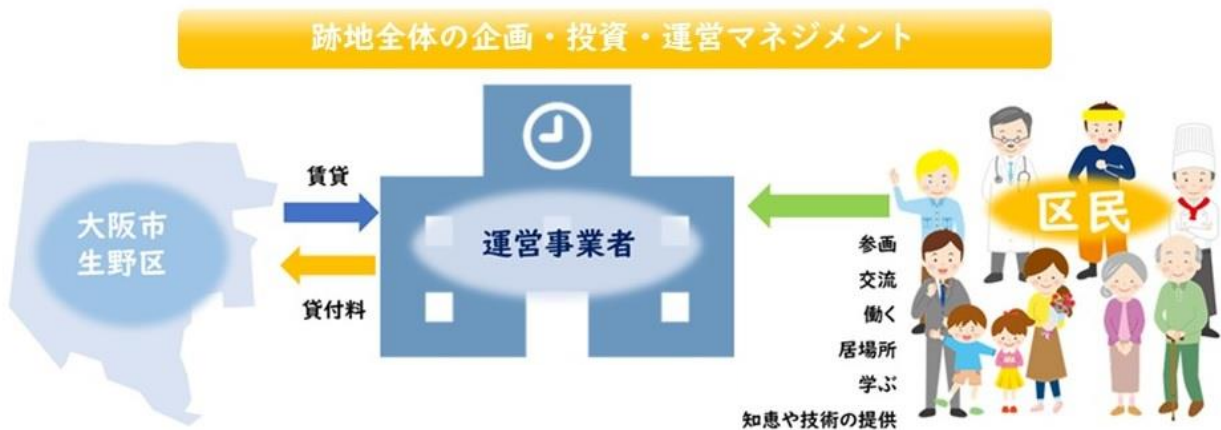 跡地全体の企画・投資・運営マネジメント
大阪市
生野区
賃貸
貸付料
運営事業者
区民
参画
交流
働く
居場所
学ぶ
知恵や技術の提供